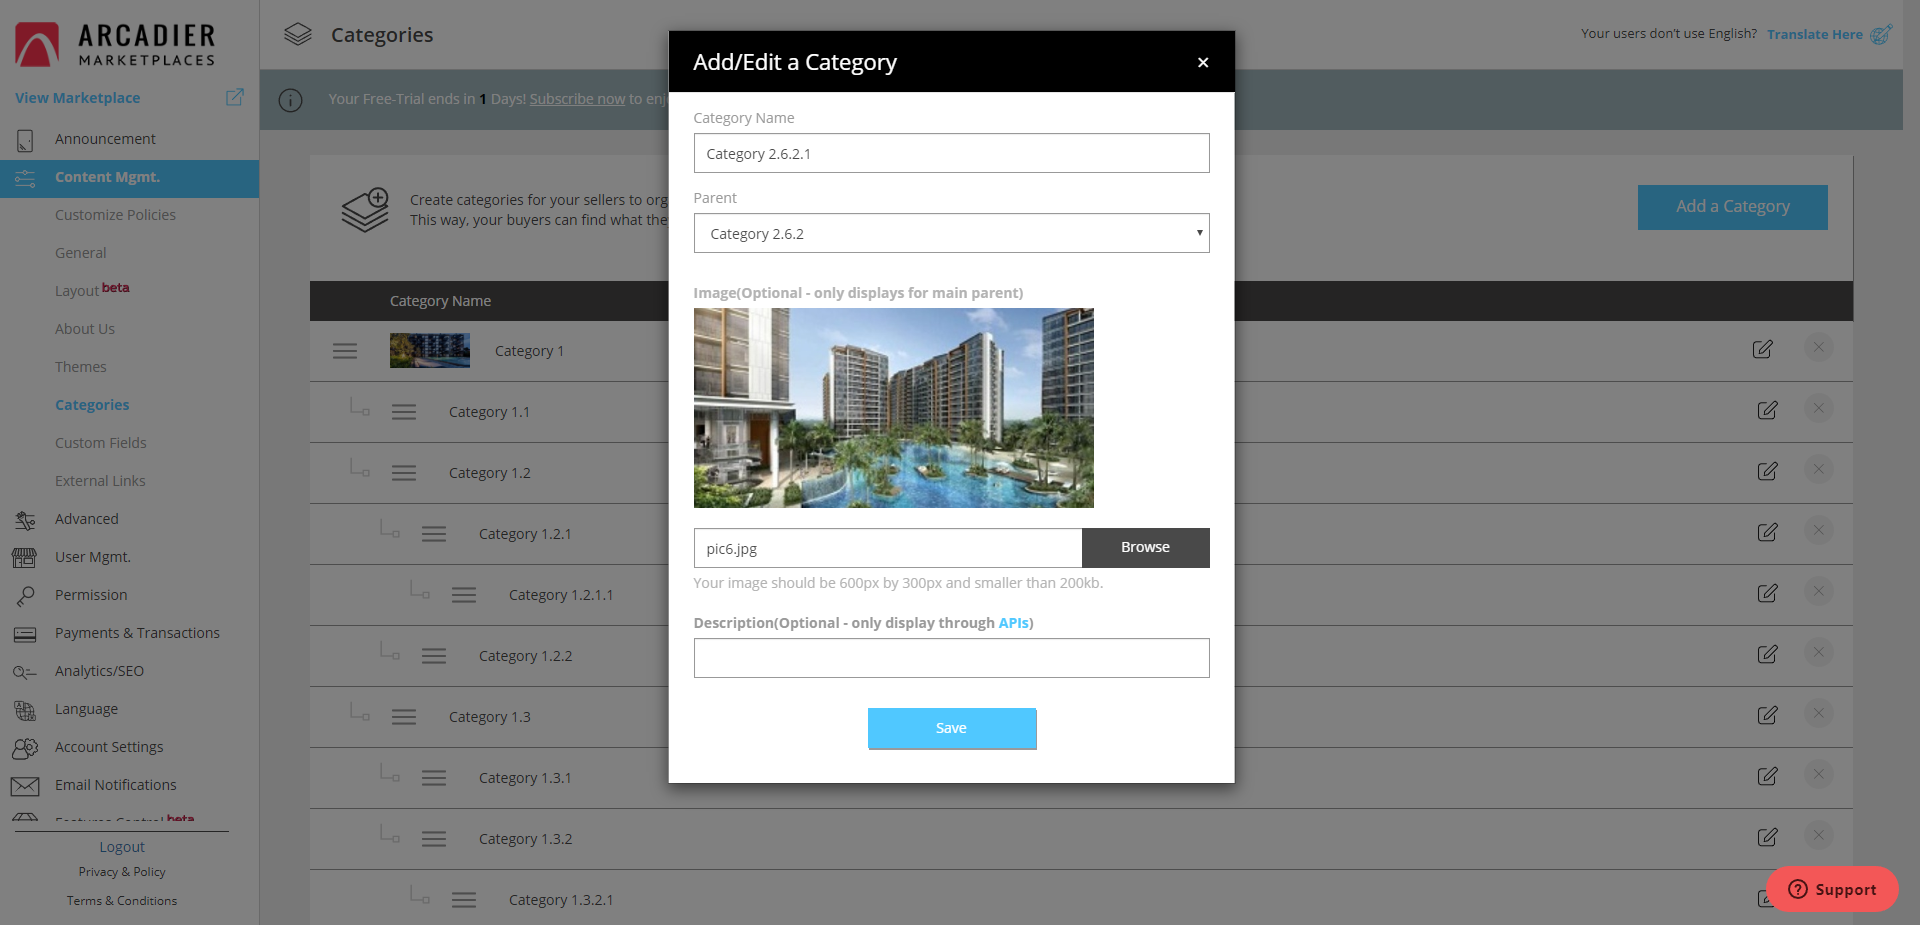 ARCADIER
MARKETPLACES
View Marketplace
Announcement
Content Mgmt.
Customize Policies
General
Layout beta
About Us
Themes
Categories
Custom Fields
External Links
Advanced
User Mgmt.
Permission
Payments & Transactions
Analytics/SEO
Language
Account Settings
Email Notifications
Features Control beta
Logout
Privacy & Policy
Terms & Conditions
Categories
Your users don't use English? Translate Here
Your Free-Trial ends in 1 Days! Subscribe now to
Create categories for your sellers to
This way, your buyers can find what
Add a Category
Category Name
Category 1
Category 1.1
Category 1.2
Category 1.2.1
Category 1.2.1.1
Category 1.2.2
Category 1.3
Category 1.3.1
Category 1.3.2
Category 1.3.2.1
Add/Edit a Category
Category Name
Category 2.6.2.1
Parent
Category 2.6.2
Image(Optional - only displays for main parent)
pic6.jpg
Browse
Your image should be 600px by 300px and smaller than 200kb.
Description(Optional - only display through APIs)
Save
Support